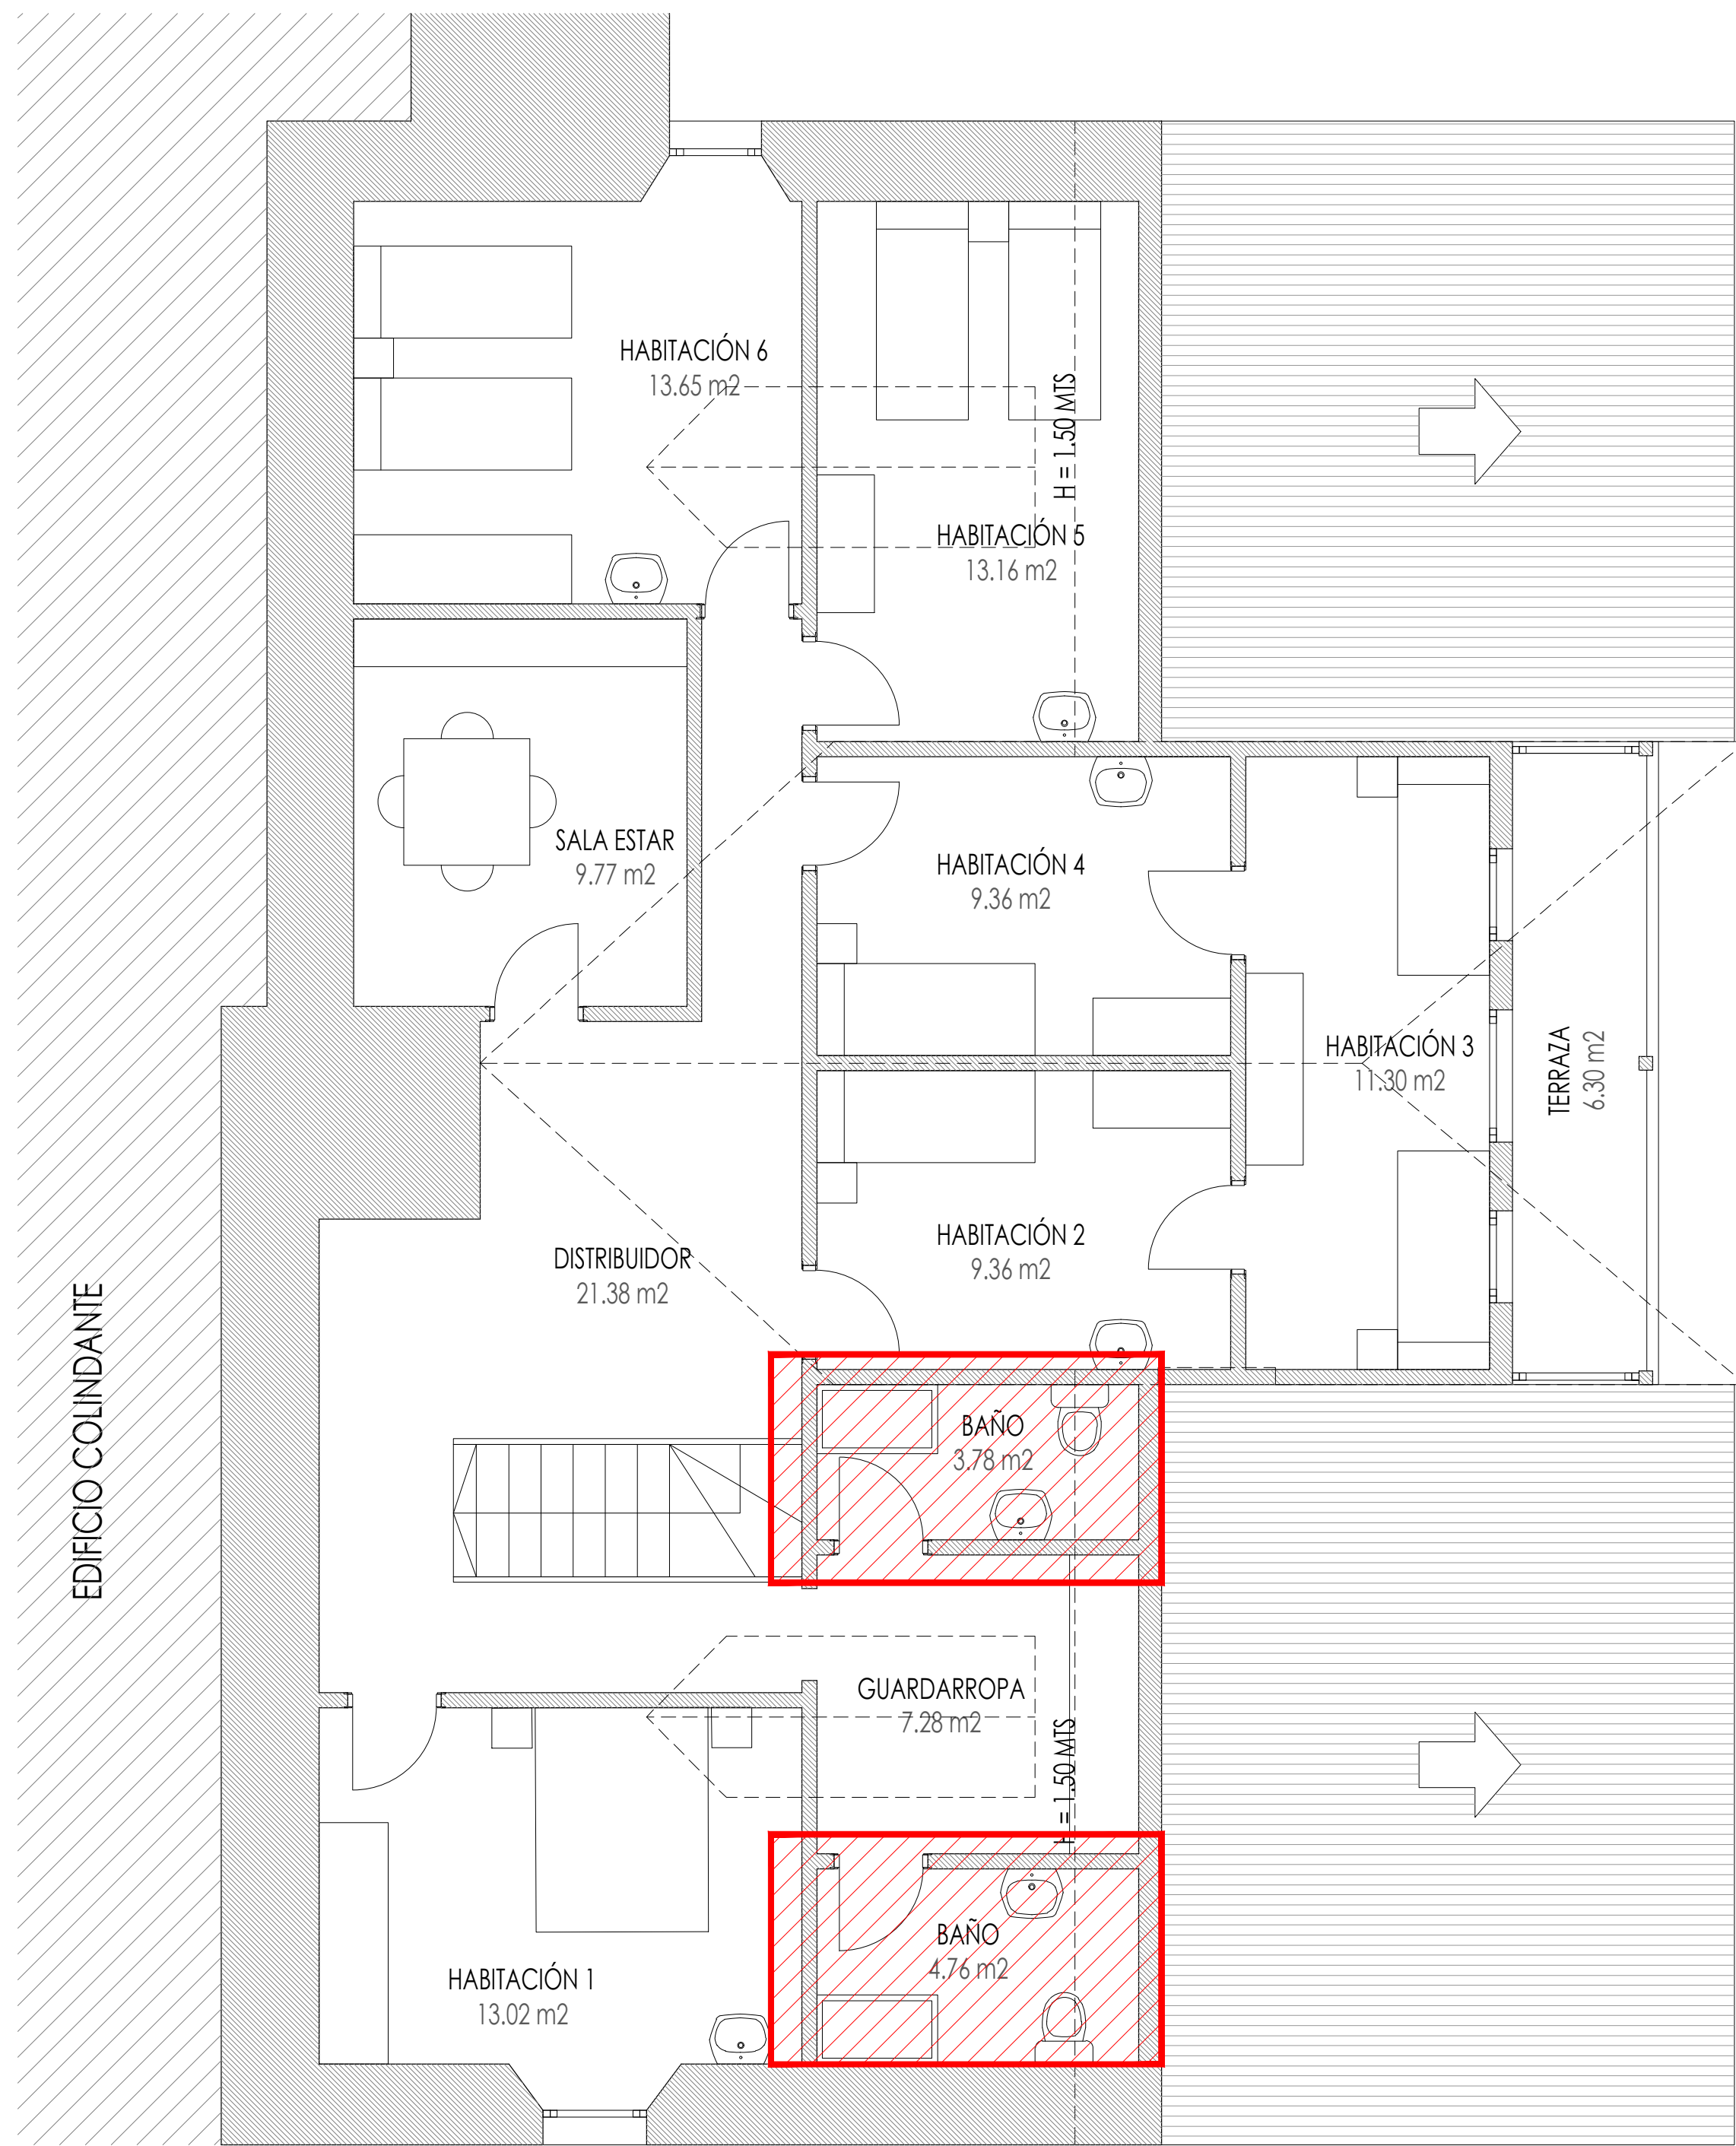 HABITACIÓN 6
13.65 m2
H = 1.50 MTS
HABITACIÓN 5
13.16 m2
SALA ESTAR
9.77 m2
HABITACIÓN 4
9.36 m2
HABITACIÓN 3
11.30 m2
TERRAZA
6.30 m2
HABITACIÓN 2
9.36 m2
DISTRIBUIDOR
21.38 m2
EDIFICIO COLINDANTE
BAÑO
3.78 m2
GUARDARROPA
7.28 m2
H = 1.50 MTS
BAÑO
4.76 m2
HABITACIÓN 1
13.02 m2